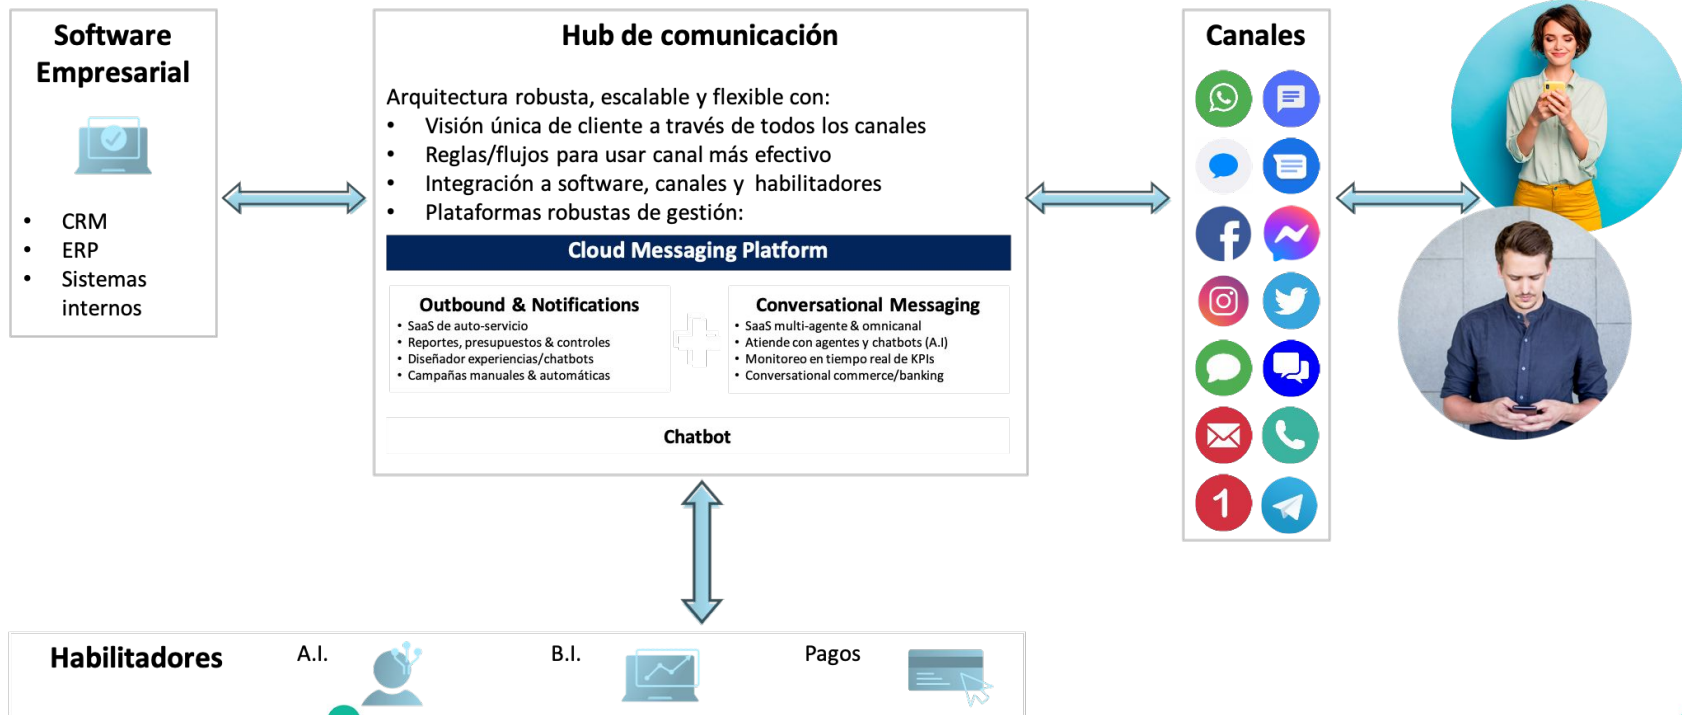 Software
Empresarial
• CRM
• ERP
• Sistemas
internos
Hub de comunicación
Arquitectura robusta, escalable y flexible con:
• Visión única de cliente a través de todos los canales
• Reglas/flujos para usar canal más efectivo
• Integración a software, canales y habilitadores
• Plataformas robustas de gestión:
Cloud Messaging Platform
Outbound & Notifications
• SaaS de auto-servicio
• Reportes, presupuestos & controles
• Diseñador experiencias/chatbots
• Campañas manuales & automáticas
Conversational Messaging
• SaaS multi-agente & omnicanal
• Atiende con agentes y chatbots (A.I)
• Monitoreo en tiempo real de KPIs
• Conversational commerce/banking
Chatbot
Canales
1
Habilitadores
A.I.
B.I.
Pagos